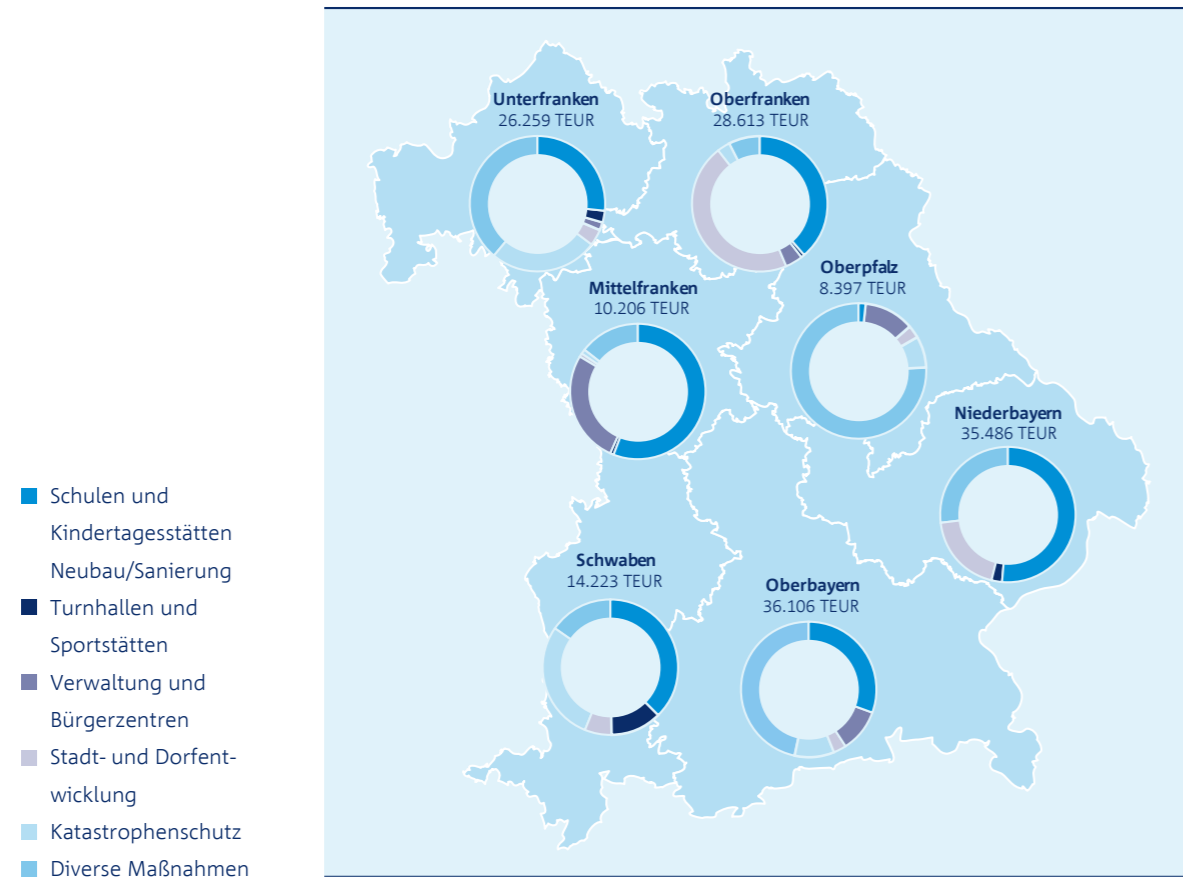 Unterfranken
26.259 TEUR
Oberfranken
28.613 TEUR
Oberpfalz
8.397 TEUR
Mittelfranken
10.206 TEUR
Niederbayern
35.486 TEUR
Schwaben
14.223 TEUR
Oberbayern
36.106 TEUR
Schulen und
Kindertagesstätten
Neubau/Sanierung
Turnhallen und
Sportstätten
Verwaltung und
Bürgerzentren
Stadt- und Dorfent-
wicklung
Katastrophenschutz
Diverse Maßnahmen